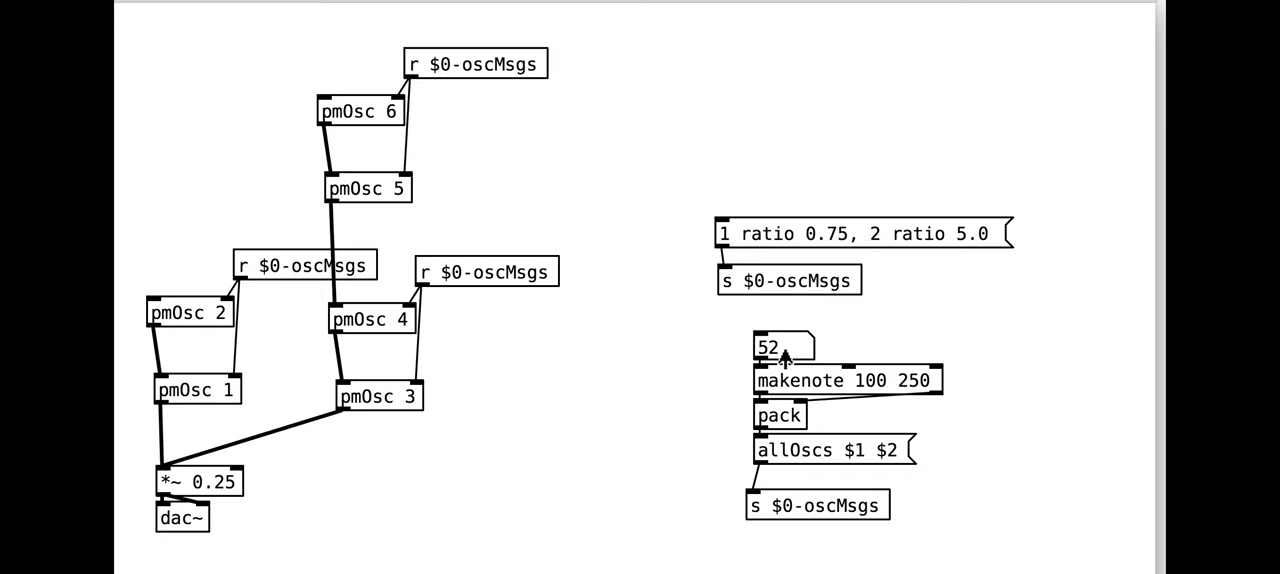 r $0-oscMsgs
pmOsc 6
pmOsc 5
r $0-oscMsgs
r $0-oscMsgs
pmOsc 2
pmOsc 4
pmOsc 1
pmOsc 3
*~ 0.25
dac~
1 ratio 0.75, 2 ratio 5.0
s $0-oscMsgs
52
makenote 100 250
pack
allOscs $1 $2
s $0-oscMsgs